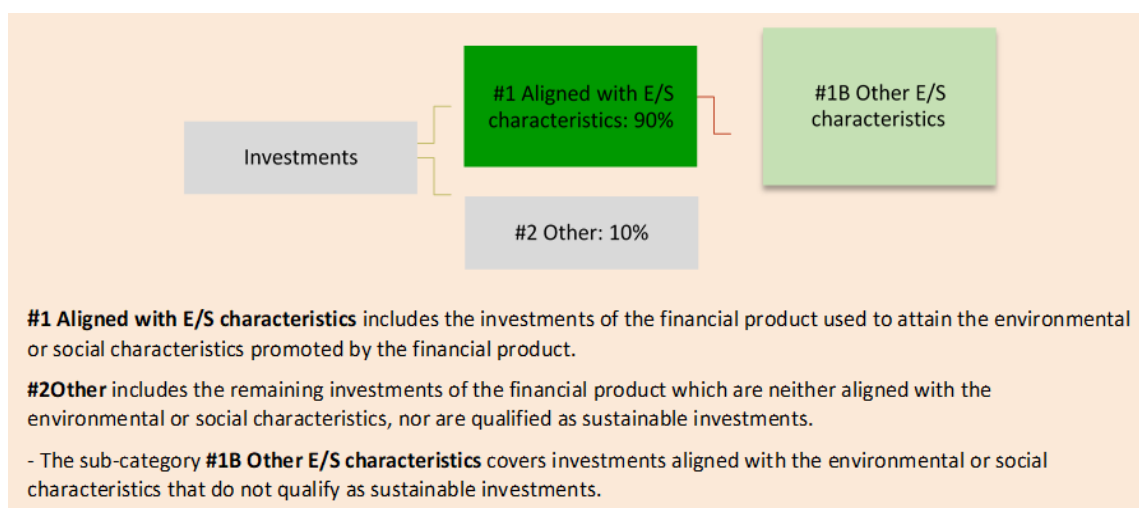 #1 Aligned with E/S
characteristics: 90%
#1B Other E/S
characteristics
Investments
#2 Other: 10%
#1 Aligned with E/S characteristics includes the investments of the financial product used to attain the environmental
or social characteristics promoted by the financial product.
#2Other includes the remaining investments of the financial product which are neither aligned with the
environmental or social characteristics, nor are qualified as sustainable investments.
- The sub-category #1B Other E/S characteristics covers investments aligned with the environmental or social
characteristics that do not qualify as sustainable investments.